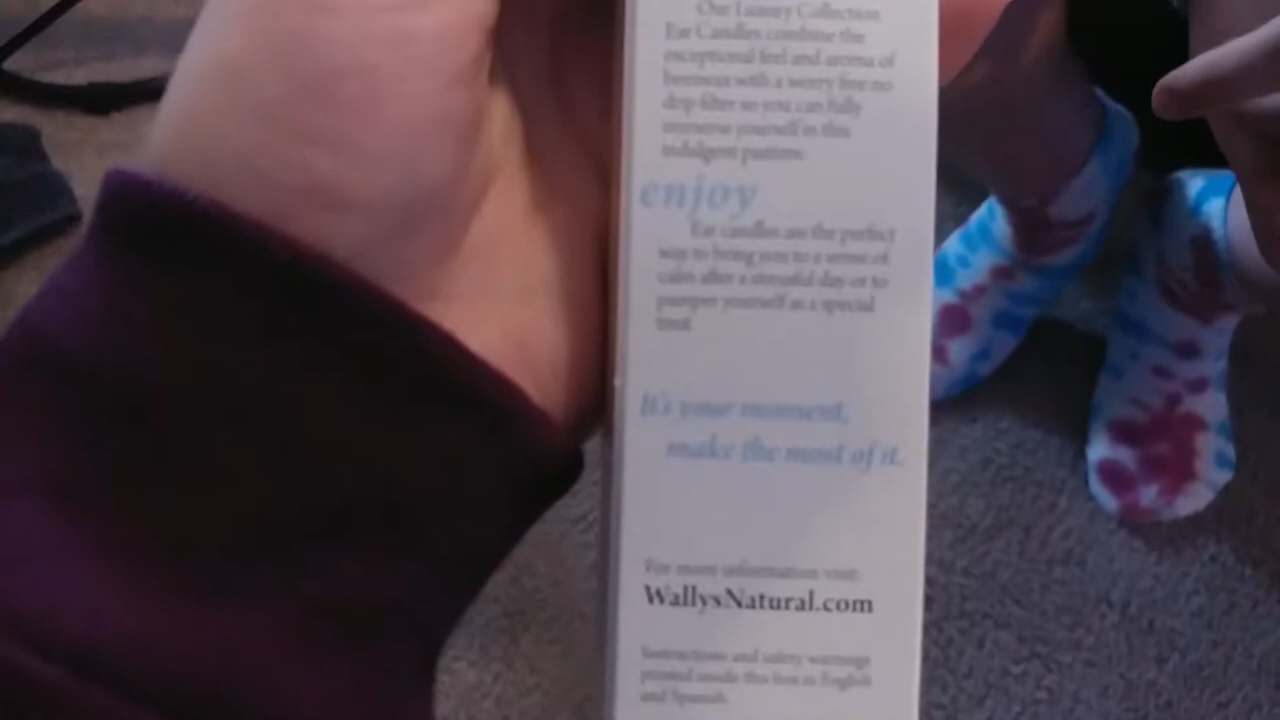 Our Luxury Collection
Ear Candles combine the
exceptional feel and aroma of
beeswax with a worry free no
drip filter so you can fully
immerse yourself in this
indulgent pastime.
enjoy
Ear candles are the perfect
way to bring you to a sense of
calm after a stressful day or to
pamper yourself as a special
treat.
It's your moment,
make the most of it.
For more information visit:
WallysNatural.com
Instructions and safety warnings
printed inside this box in English
and Spanish.